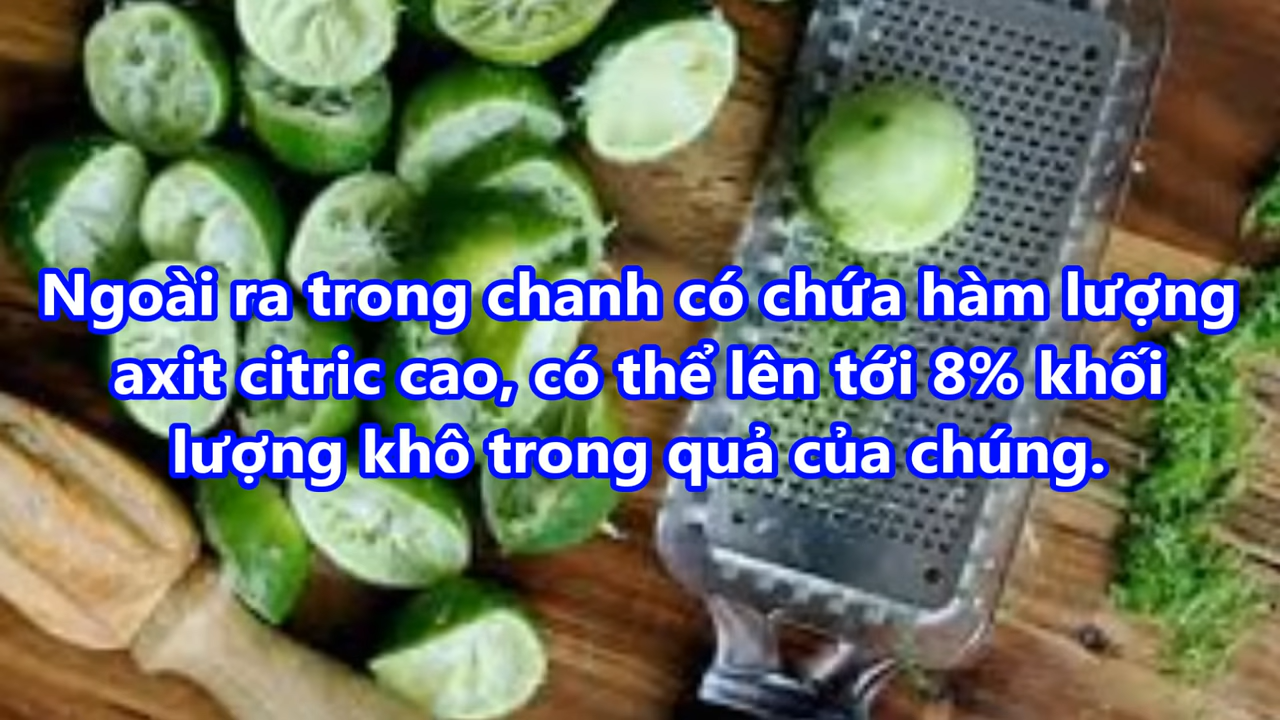 Ngoài ra trong chanh có chứa hàm lượng
axit citric cao, có thể lên tới 8% khối
lượng khô trong quả của chúng.